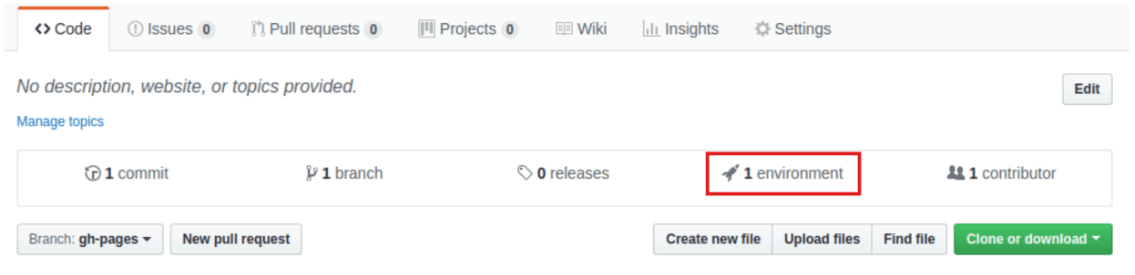 Code Issues 0 Pull requests 0 Projects 0 Wiki Insights Settings
No description, website, or topics provided. Edit
Manage topics
1 commit 1 branch 0 releases 1 environment 1 contributor
Branch: gh-pages New pull request Create new file Upload files Find file Clone or download